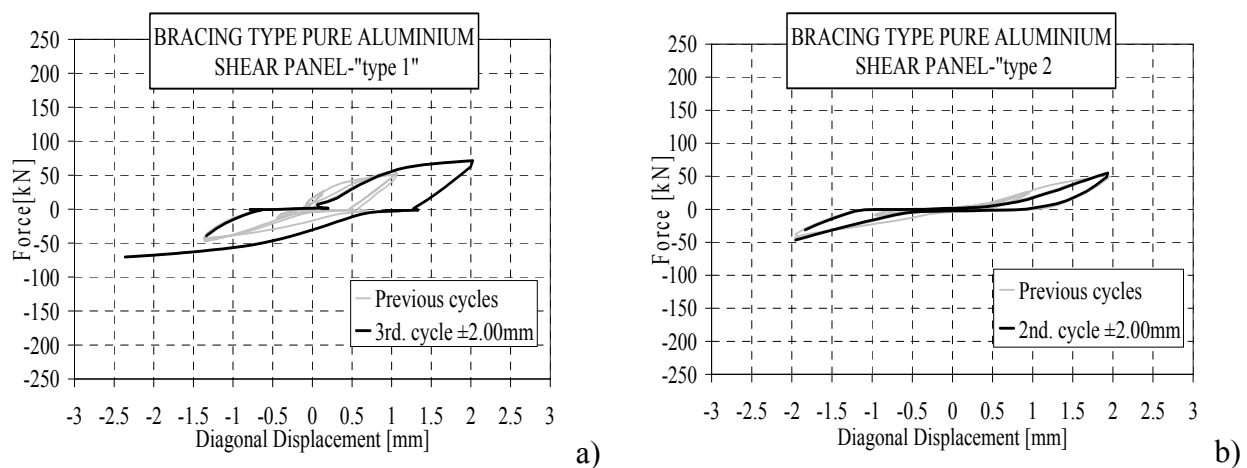 BRACING TYPE PURE ALUMINIUM
SHEAR PANEL-"type 1"
250
200
150
100
50
0
-50
-100
-150
-200
-250
Force[kN]
Previous cycles
3rd. cycle ±2.00mm
-3 -2.5 -2 -1.5 -1 -0.5 0 0.5 1 1.5 2 2.5 3
Diagonal Displacement [mm]
a)
BRACING TYPE PURE ALUMINIUM
SHEAR PANEL-"type 2
250
200
150
100
50
0
-50
-100
-150
-200
-250
Force [kN]
Previous cycles
2nd. cycle ±2.00mm
-3 -2.5 -2 -1.5 -1 -0.5 0 0.5 1 1.5 2 2.5 3
Diagonal Displacement [mm]
b)